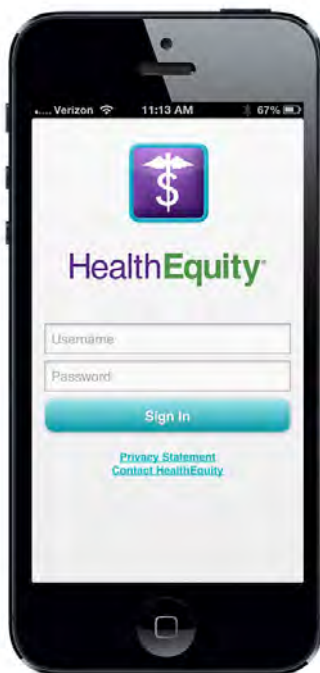 Verizon 11:13 AM 67%
HealthEquity
Username
Password
Sign In
Privacy Statement
Contact HealthEquity